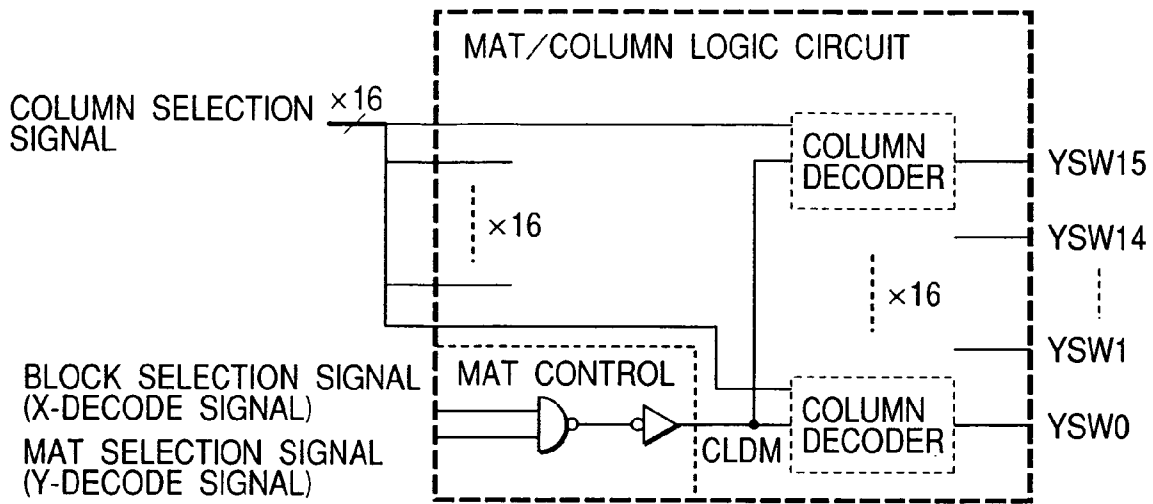 MAT/COLUMN LOGIC CIRCUIT
COLUMN SELECTION
SIGNAL
×16
COLUMN
DECODER
YSW15
×16
YSW14
×16
YSW1
BLOCK SELECTION SIGNAL
(X-DECODE SIGNAL)
MAT CONTROL
MAT SELECTION SIGNAL
(Y-DECODE SIGNAL)
CLDM
COLUMN
DECODER
YSW0